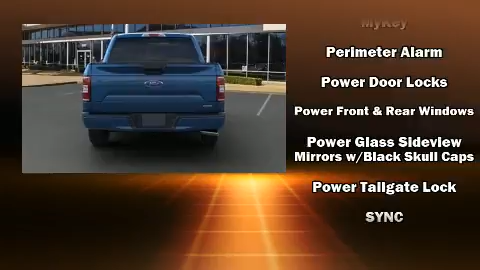 MyKey
Perimeter Alarm
Power Door Locks
Power Front & Rear Windows
Power Glass Sideview
Mirrors w/Black Skull Caps
Power Tailgate Lock
SYNC
Ford